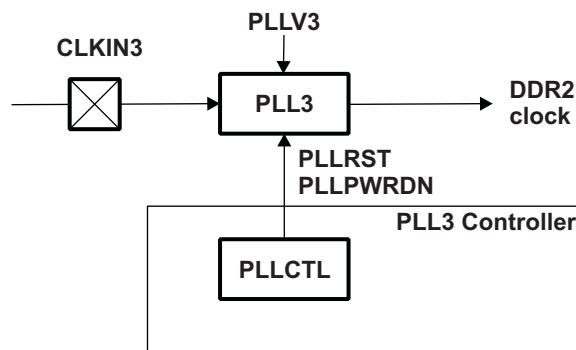 PLLV3
CLKIN3
PLL3
DDR2
clock
PLLRST
PLLPWRDN
PLL3 Controller
PLLCTL